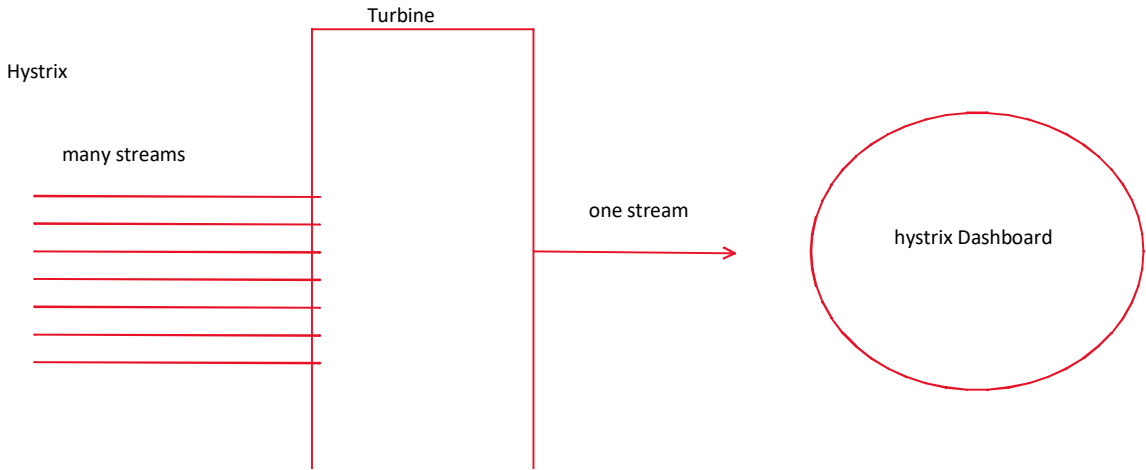 Turbine
Hystrix
many streams
one stream
hystrix Dashboard